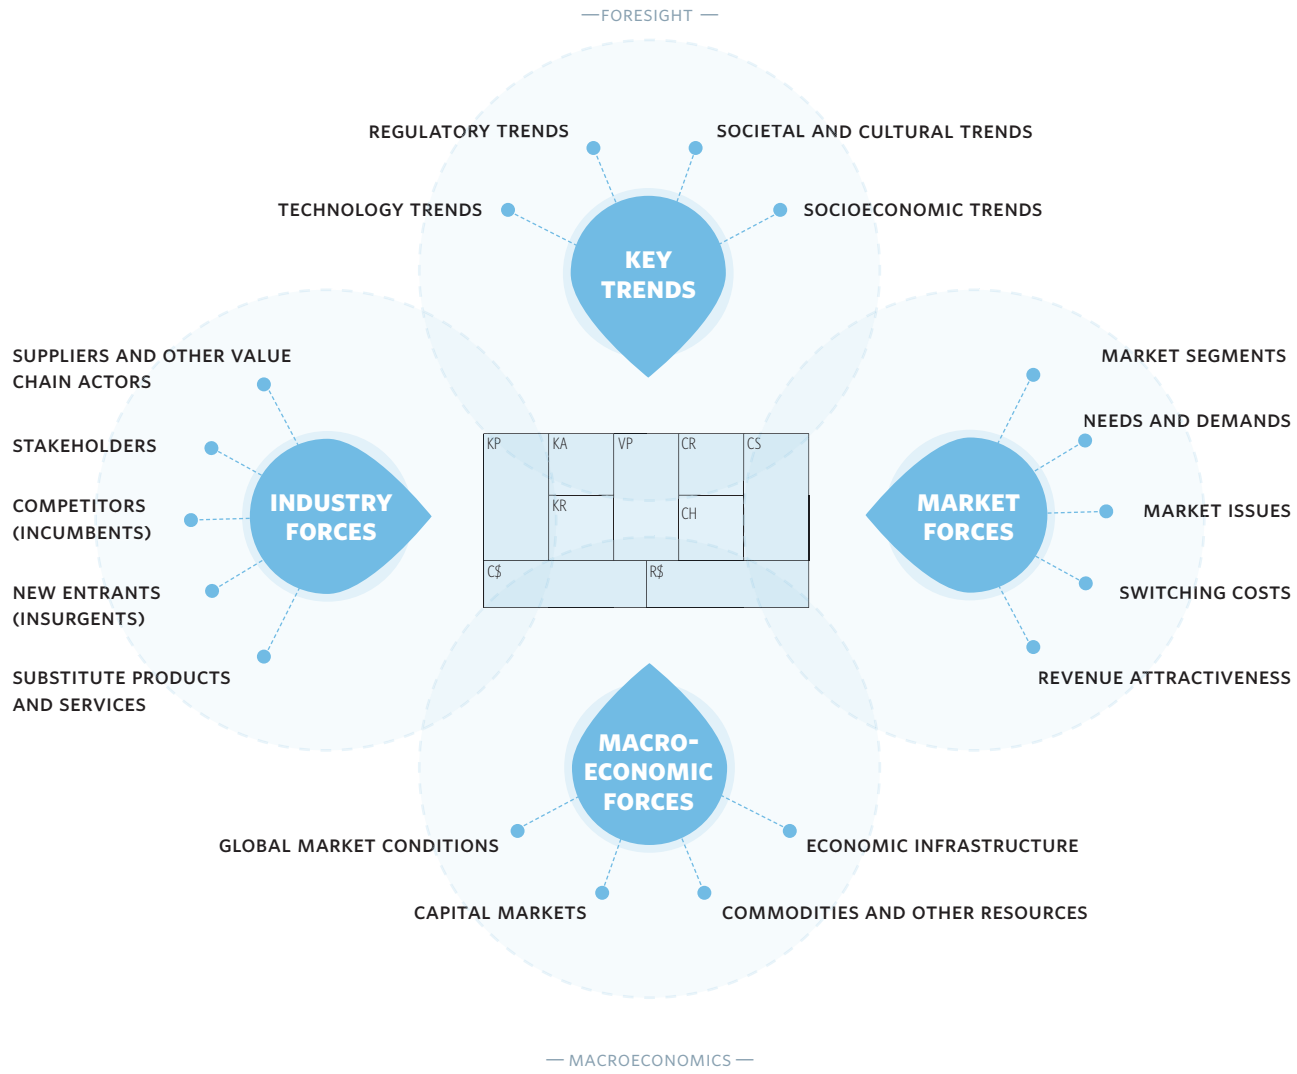 —FORESIGHT —
REGULATORY TRENDS
SOCIETAL AND CULTURAL TRENDS
TECHNOLOGY TRENDS
SOCIOECONOMIC TRENDS
KEY
TRENDS
SUPPLIERS AND OTHER VALUE
CHAIN ACTORS
STAKEHOLDERS
COMPETITORS
(INCUMBENTS)
NEW ENTRANTS
(INSURGENTS)
SUBSTITUTE PRODUCTS
AND SERVICES
INDUSTRY
FORCES
KP
KA
VP
CR
CS
KR
CH
C$
R$
MARKET
FORCES
MARKET SEGMENTS
NEEDS AND DEMANDS
MARKET ISSUES
SWITCHING COSTS
REVENUE ATTRACTIVENESS
MACRO-
ECONOMIC
FORCES
GLOBAL MARKET CONDITIONS
ECONOMIC INFRASTRUCTURE
CAPITAL MARKETS
COMMODITIES AND OTHER RESOURCES
— MACROECONOMICS —